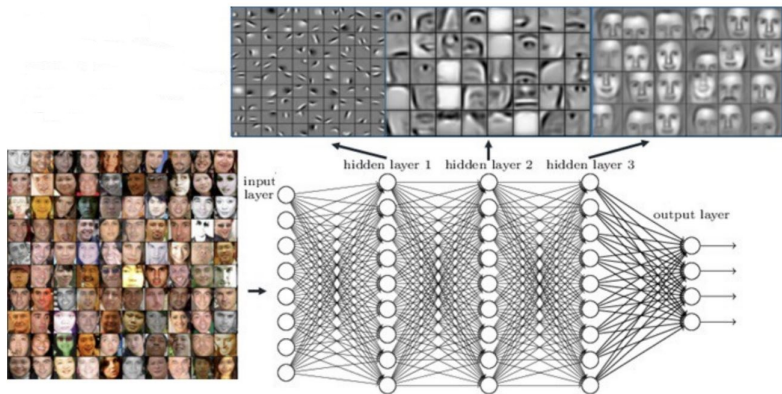 hidden layer 1 hidden layer 2 hidden layer 3
input
layer
output layer